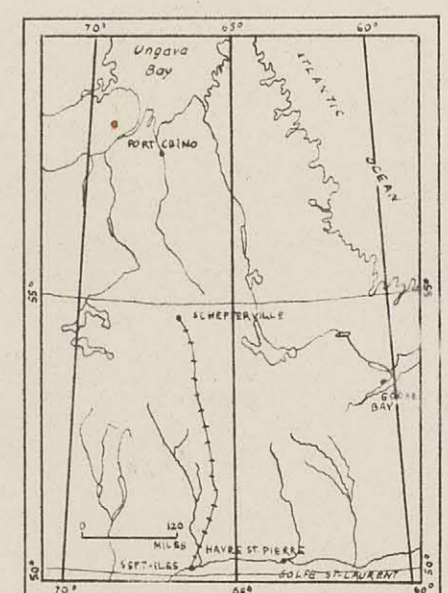 70° 65° 60°
Ungava
Bay
ATLANTIC
OCEAN
PORT CHIMO
55° 55°
SCHEFFERVILLE
GOOSE
BAY
0 120
MILES
HAVRE ST. PIERRE
SEPT-ILES
GOLFE ST-LAURENT
50° 50°
70° 65° 60°